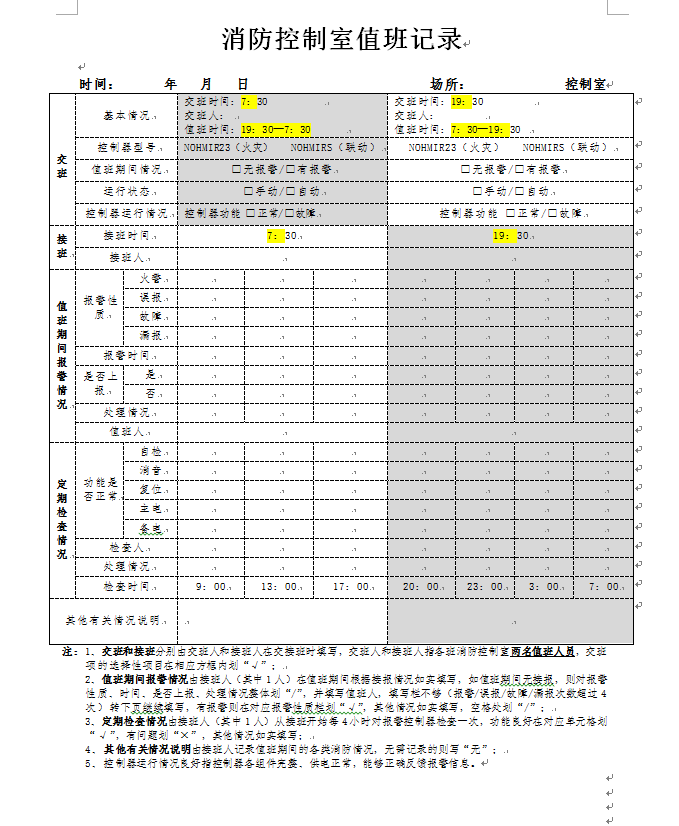 消防控制室值班记录
时间： 年 月 日 场所： 控制室
交班
基本情况
交班时间：7：30
交班人：
值班时间：19：30—7：30
交班时间：19：30
交班人：
值班时间：7：30—19：30
控制器型号 NOHMIR23（火灾） NOHMIRS（联动） NOHMIR23（火灾） NOHMIRS（联动）
值班期间情况 □无报警/□有报警 □无报警/□有报警
运行状态 □手动/□自动 □手动/□自动
控制器运行情况 控制器功能 □正常/□故障 控制器功能 □正常/□故障
接班
接班时间 7：30 19：30
接班人
值班期间报警情况
报警性质
火警
误报
故障
漏报
报警时间
是否上报
是
否
处理情况
值班人
定期检查情况
功能是否正常
自检
消音
复位
主电
备电
检查人
处理情况
检查时间 9：00 13：00 17：00 20：00 23：00 3：00 7：00
其他有关情况说明
注：1、交班和接班分别由交班人和接班人在交接班时填写，交班人和接班人指各班消防控制室两名值班人员，交班
项的选择性项目在相应方框内划“√”；
2、值班期间报警情况由接班人（其中1人）在值班期间根据接报情况如实填写，如值班期间无接报，则对报警
性质、时间、是否上报、处理情况整体划“/”，并填写值班人，填写栏不够（报警/误报/故障/漏报次数超过4
次）转下页继续填写，有报警则在对应报警性质栏划“√”，其他情况如实填写，空格处划“/”；
3、定期检查情况由接班人（其中1人）从接班开始每4小时对报警控制器检查一次，功能良好在对应单元格划
“√”，有问题划“×”，其他情况如实填写；
4、其他有关情况说明由接班人记录值班期间的各类消防情况，无需记录的则写“无”；
5、控制器运行情况良好指控制器各组件完整、供电正常，能够正确反馈报警信息。